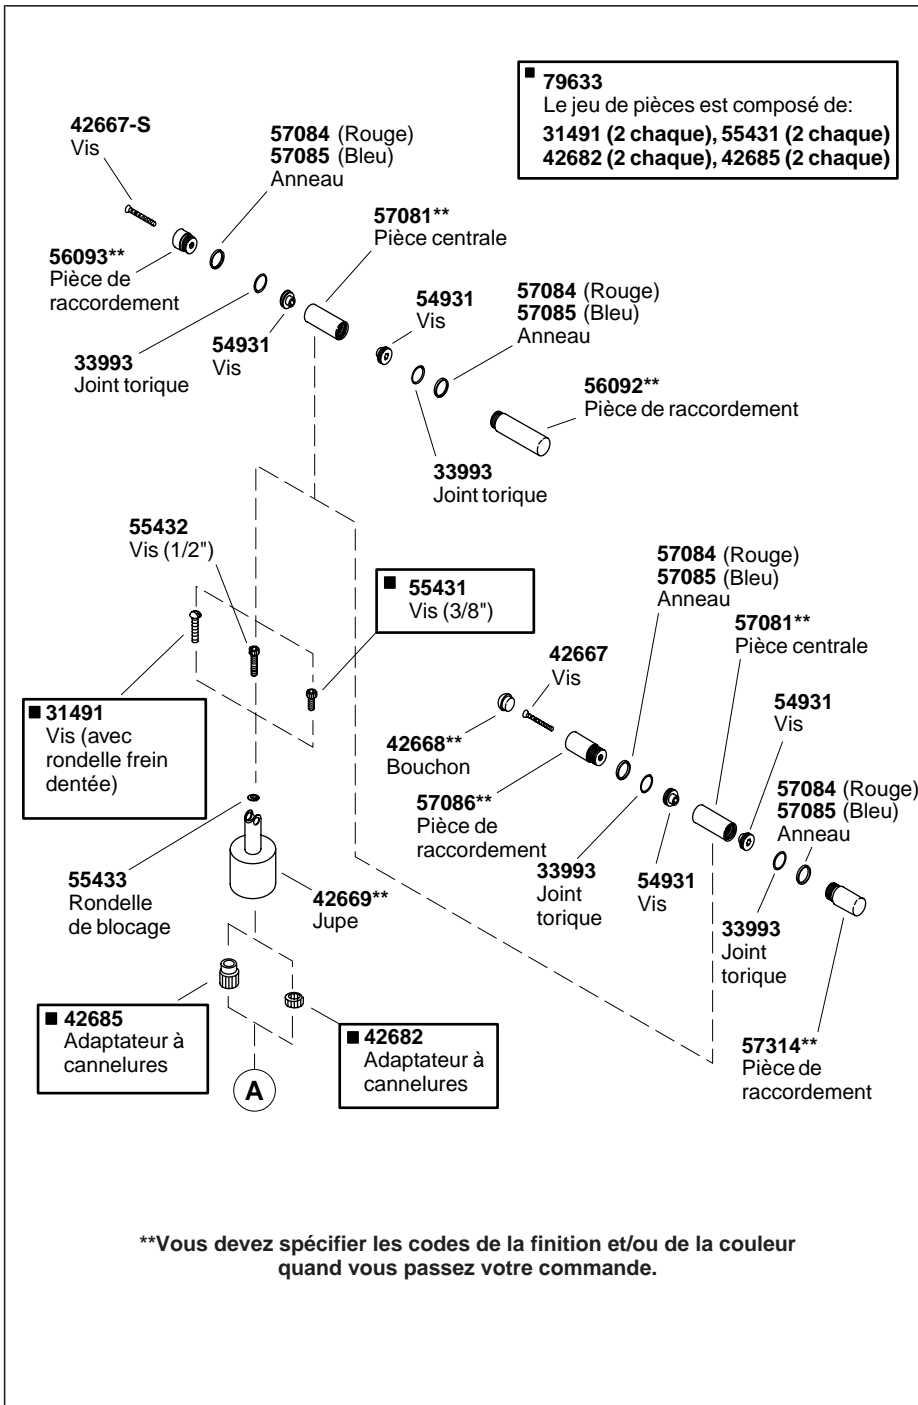 ■ 79633
Le jeu de pièces est composé de:
31491 (2 chaque), 55431 (2 chaque)
42682 (2 chaque), 42685 (2 chaque)
42667-S
Vis
57084 (Rouge)
57085 (Bleu)
Anneau
57081**
Pièce centrale
56093**
Pièce de
raccordement
54931
Vis
57084 (Rouge)
57085 (Bleu)
Anneau
33993
Joint torique
54931
Vis
56092**
Pièce de raccordement
33993
Joint torique
55432
Vis (1/2")
■ 55431
Vis (3/8")
57084 (Rouge)
57085 (Bleu)
Anneau
57081**
Pièce centrale
42667
Vis
■ 31491
Vis (avec
rondelle frein
dentée)
54931
Vis
42668**
Bouchon
57086**
Pièce de
raccordement
57084 (Rouge)
57085 (Bleu)
Anneau
33993
Joint
torique
54931
Vis
55433
Rondelle
de blocage
42669**
Jupe
33993
Joint
torique
■ 42685
Adaptateur à
cannelures
■ 42682
Adaptateur à
cannelures
57314**
Pièce de
raccordement
A
**Vous devez spécifier les codes de la finition et/ou de la couleur
quand vous passez votre commande.